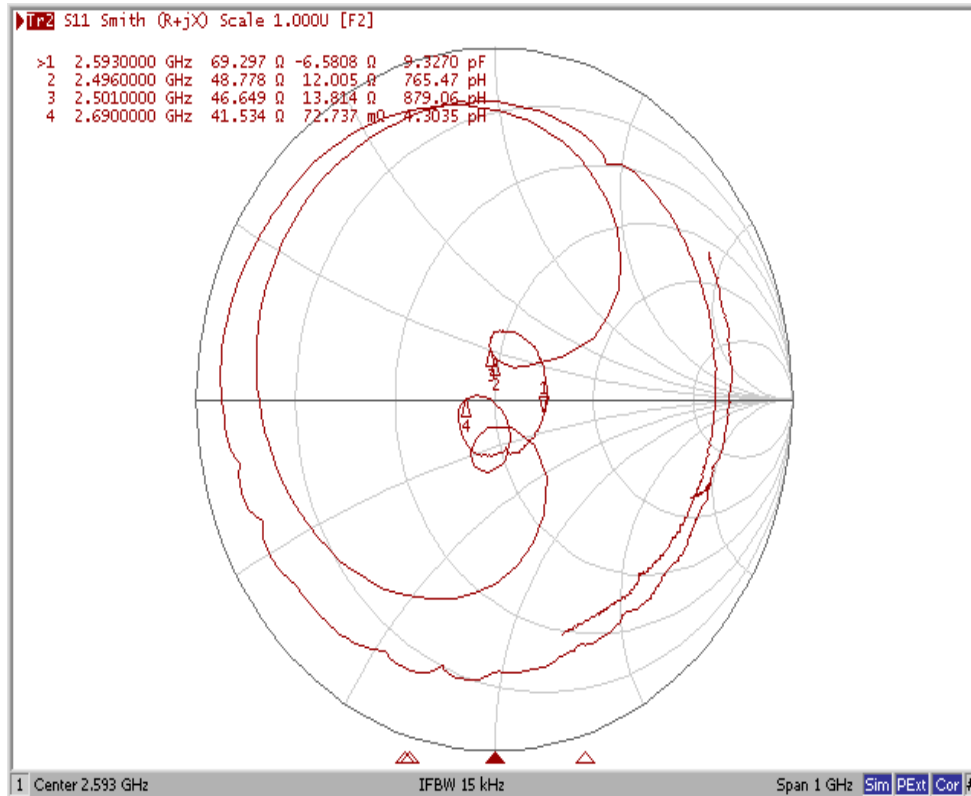 Tr2 S11 Smith (R+jX) Scale 1.000U [F2]
>1 2.5930000 GHz 69.297 Ω -6.5808 Ω 9.3270 pF
2 2.4960000 GHz 48.778 Ω 12.005 Ω 765.47 pH
3 2.5010000 GHz 46.649 Ω 13.814 Ω 879.06 pH
4 2.6900000 GHz 41.534 Ω 72.737 mΩ 4.3035 pH
2
4
1 Center 2.593 GHz IFBW 15 kHz Span 1 GHz Sim PExt Cor